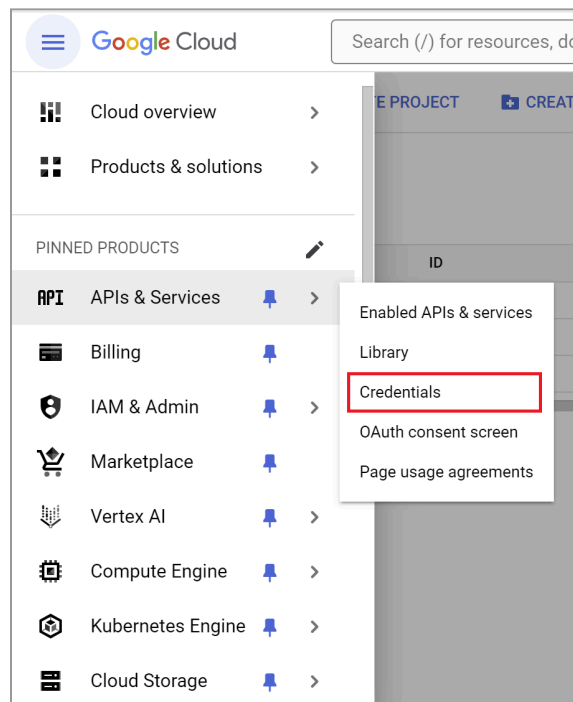 Google Cloud
Search (/) for resources, do
Cloud overview
Products & solutions
E PROJECT
CREAT
PINNED PRODUCTS
ID
API APIs & Services
Enabled APIs & services
Library
Credentials
OAuth consent screen
Page usage agreements
Billing
IAM & Admin
Marketplace
Vertex AI
Compute Engine
Kubernetes Engine
Cloud Storage